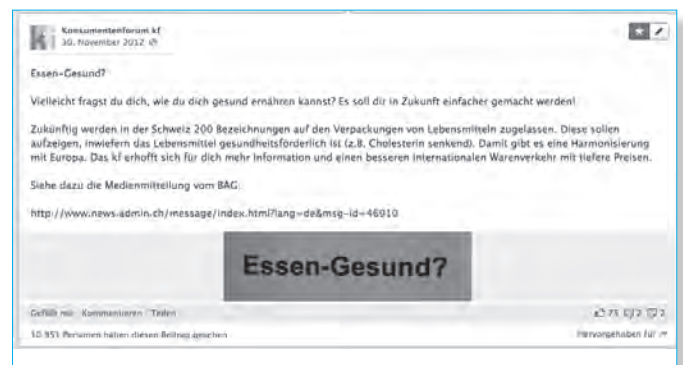 Konsumentenforum kf
30. November 2012
Essen-Gesund?
Vielleicht fragst du dich, wie du dich gesund ernähren kannst? Es soll dir in Zukunft einfacher gemacht werden!
Zukünftig werden in der Schweiz 200 Bezeichnungen auf den Verpackungen von Lebensmitteln zugelassen. Diese sollen
aufzeigen, inwiefern das Lebensmittel gesundheitsförderlich ist (z.B. Cholesterin senkend). Damit gibt es eine Harmonisierung
mit Europa. Das kf erhofft sich für dich mehr Information und einen besseren internationalen Warenverkehr mit tiefere Preisen.
Siehe dazu die Medienmitteilung vom BAG:
http://www.news.admin.ch/message/index.html?lang=de&msg-id=46910
Essen-Gesund?
Gefällt mir · Kommentieren · Teilen
73 2 2
10.951 Personen haben diesen Beitrag gesehen
Hervorgehoben für